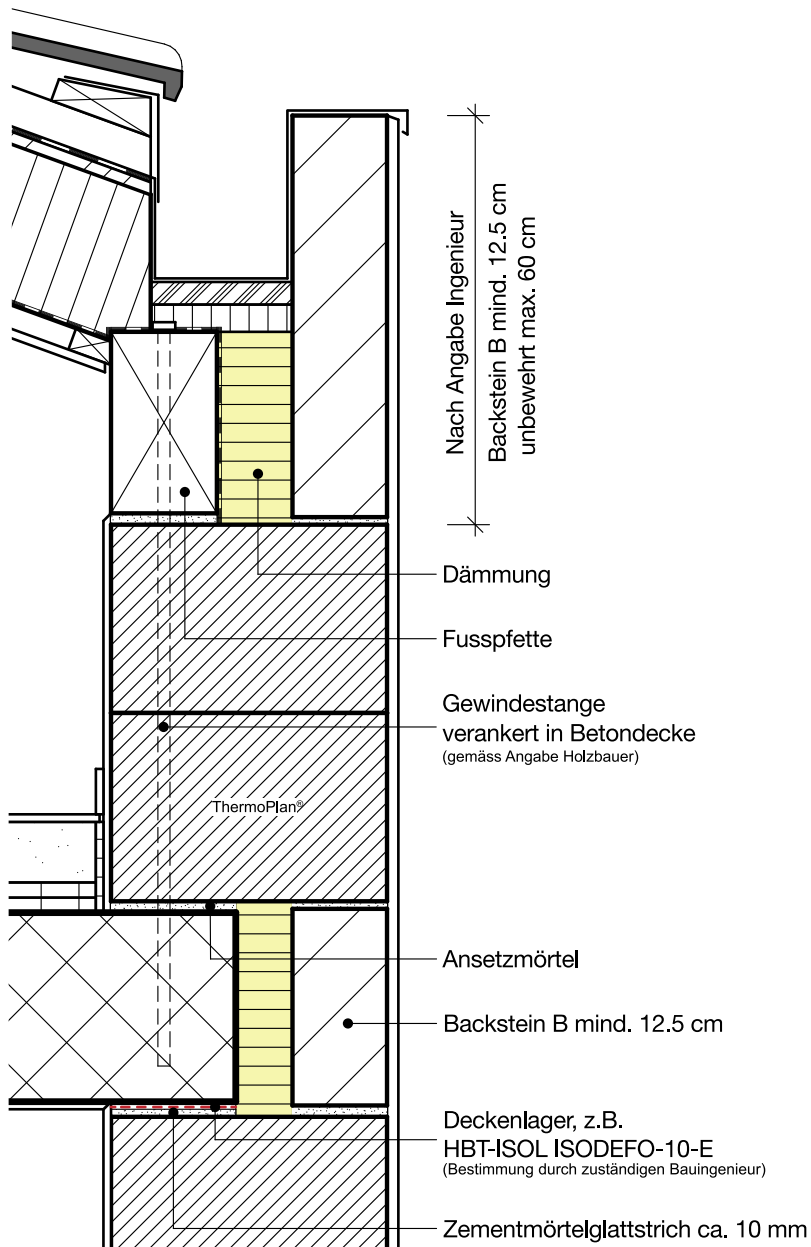 Nach Angabe Ingenieur
Backstein B mind. 12.5 cm
unbewehrt max. 60 cm
Dämmung
Fusspfette
Gewindestange
verankert in Betondecke
(gemäss Angabe Holzbauer)
ThermoPlan®
Ansetzmörtel
Backstein B mind. 12.5 cm
Deckenlager, z.B.
HBT-ISOL ISODEFO-10-E
(Bestimmung durch zuständigen Bauingenieur)
Zementmörtelglattstrich ca. 10 mm